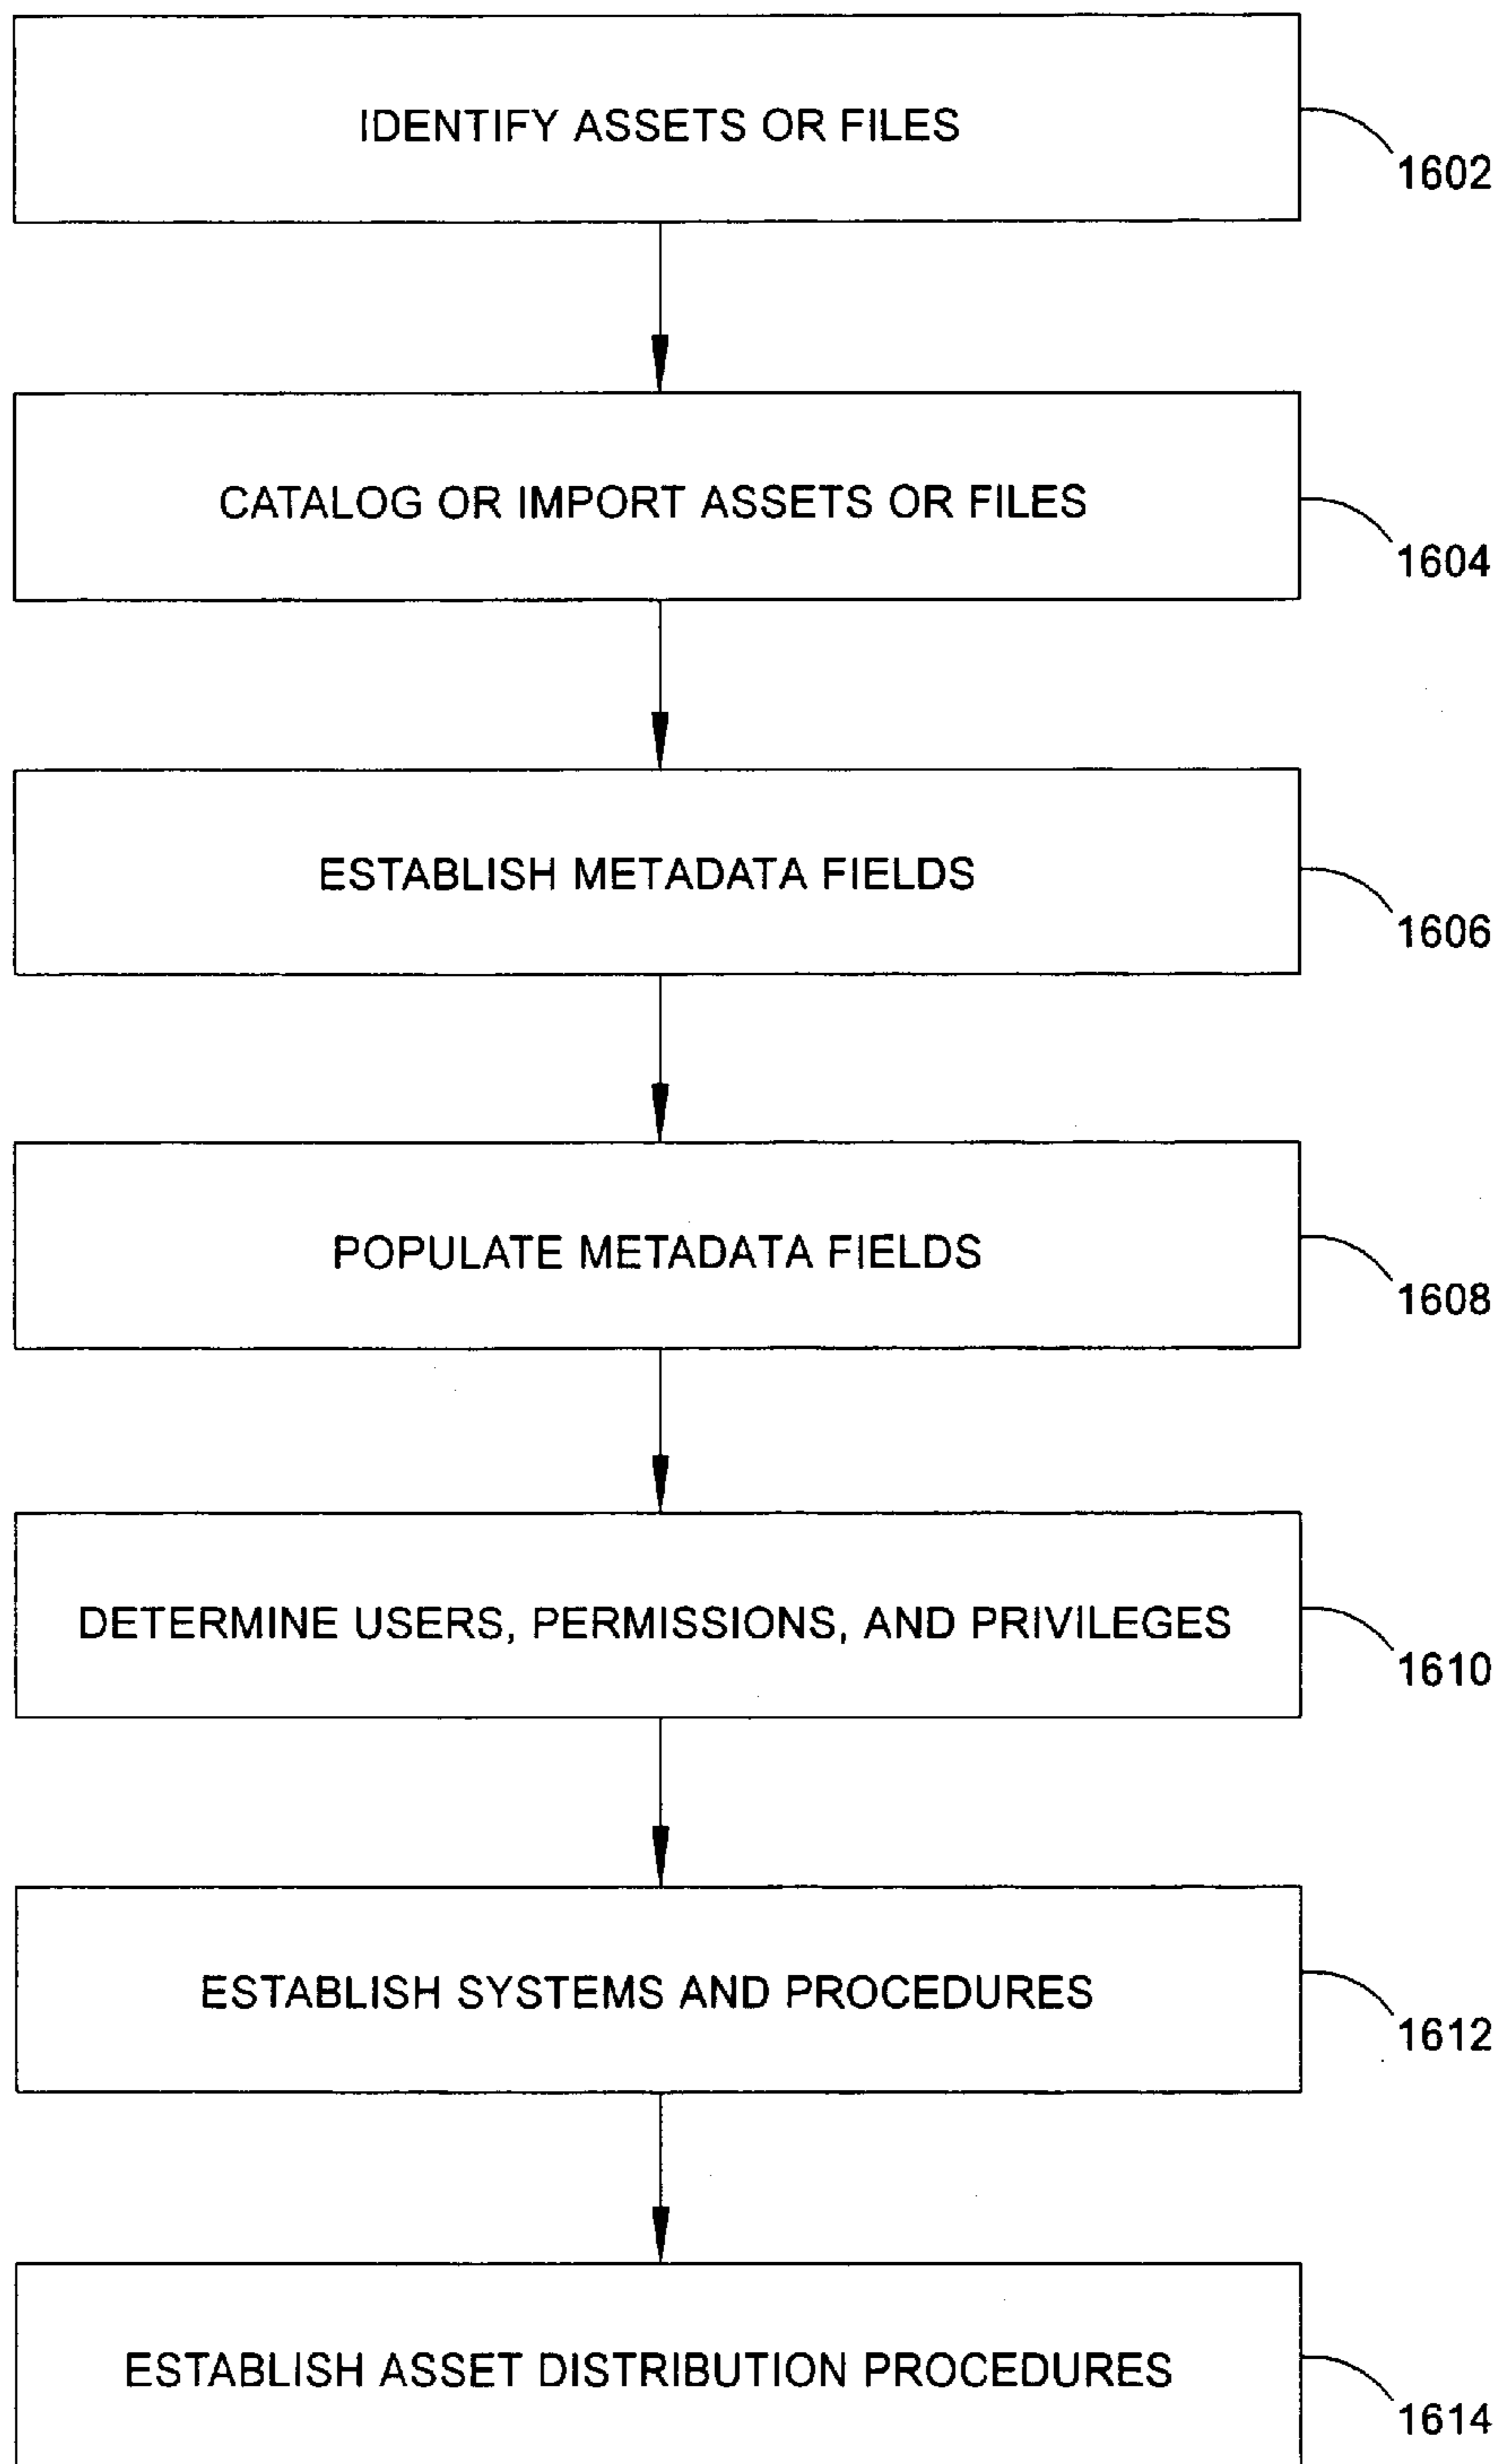 IDENTIFY ASSETS OR FILES
1602
CATALOG OR IMPORT ASSETS OR FILES
1604
ESTABLISH METADATA FIELDS
1606
POPULATE METADATA FIELDS
1608
DETERMINE USERS, PERMISSIONS, AND PRIVILEGES
1610
ESTABLISH SYSTEMS AND PROCEDURES
1612
ESTABLISH ASSET DISTRIBUTION PROCEDURES
1614